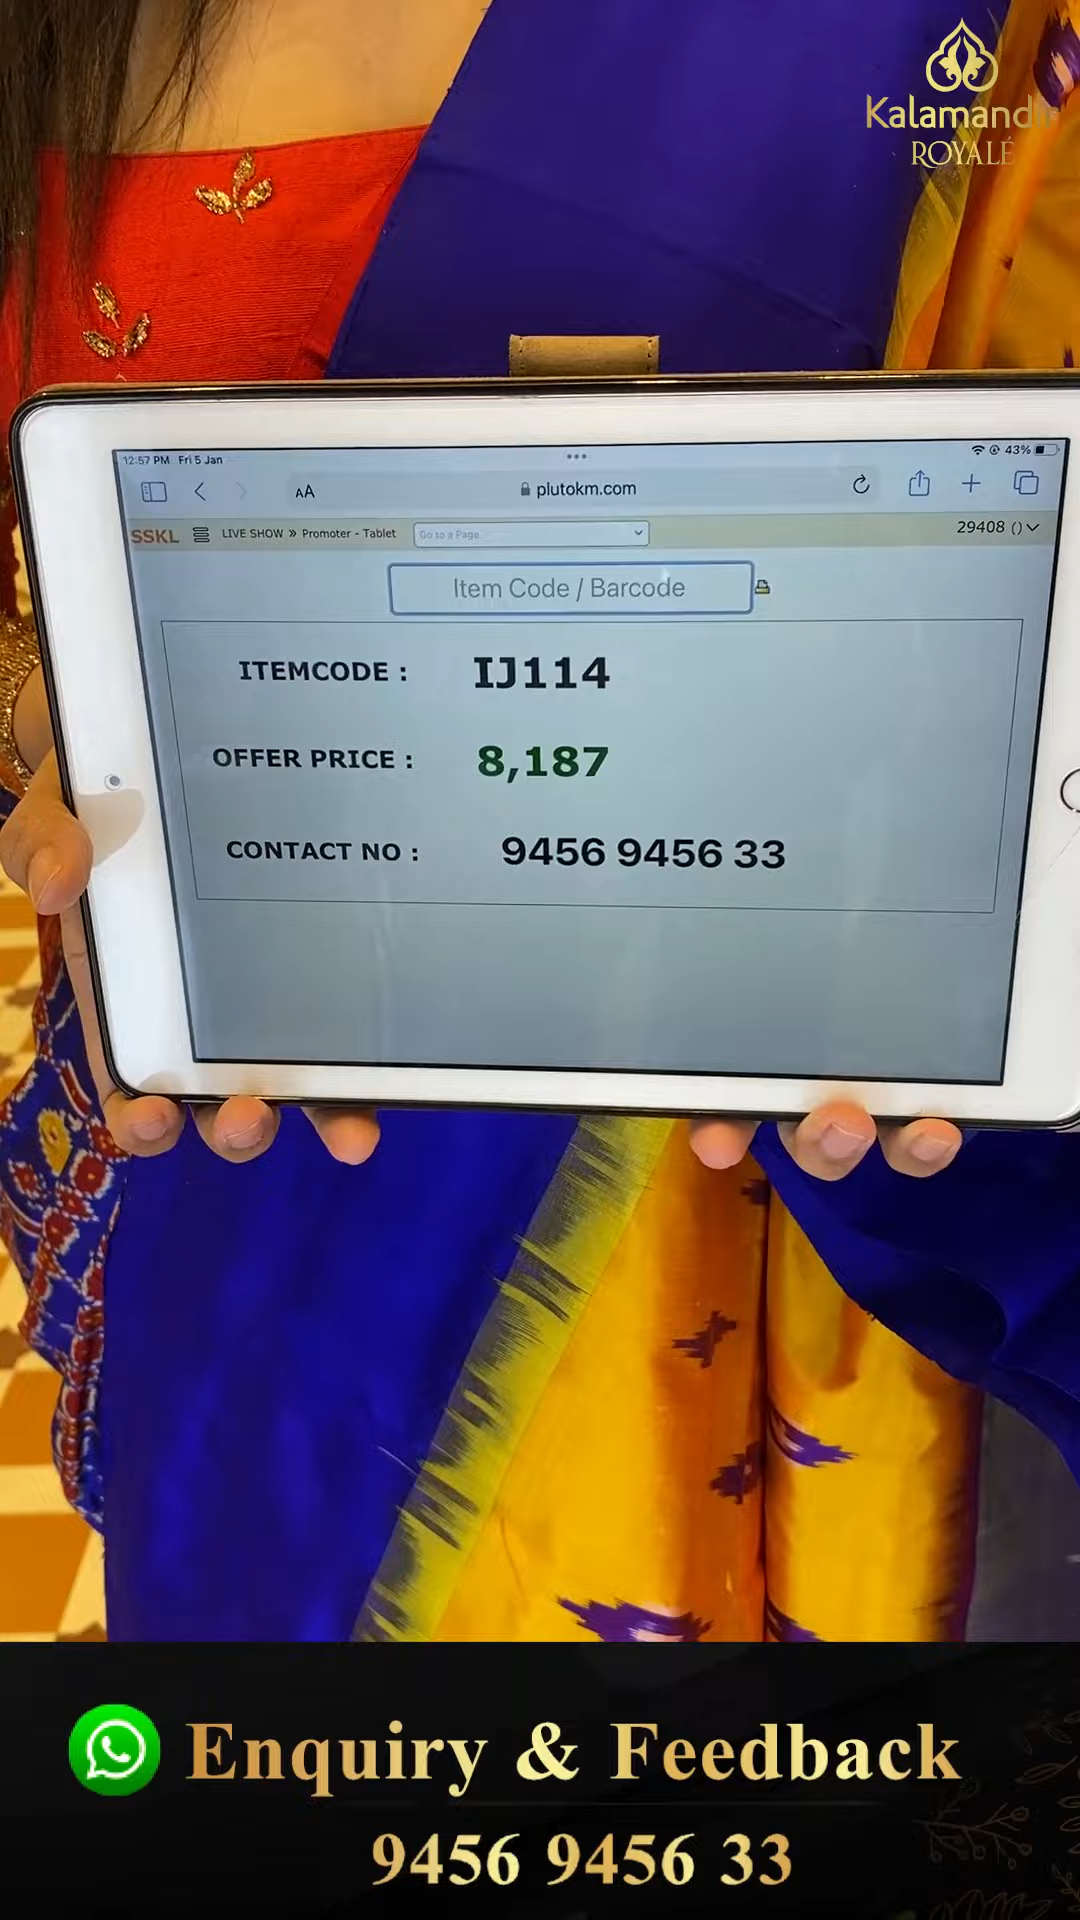 Kalamandir
ROYALÉ
12:57 PM Fri 5 Jan
43%
AA
plutokm.com
SSKL
LIVE SHOW » Promoter - Tablet
Go to a Page
29408 ()
Item Code / Barcode
ITEMCODE : IJ114
OFFER PRICE : 8,187
CONTACT NO : 9456 9456 33
Enquiry & Feedback
9456 9456 33